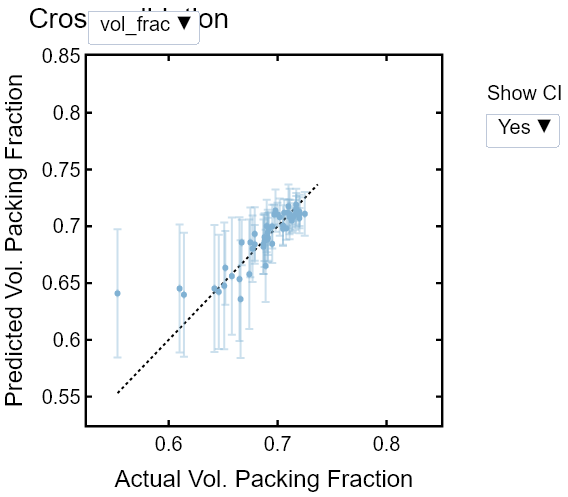 vol_frac ▼
Predicted Vol. Packing Fraction
0.85
0.8
0.75
0.7
0.65
0.6
0.55
0.6 0.7 0.8
Actual Vol. Packing Fraction
Show CI
Yes ▼